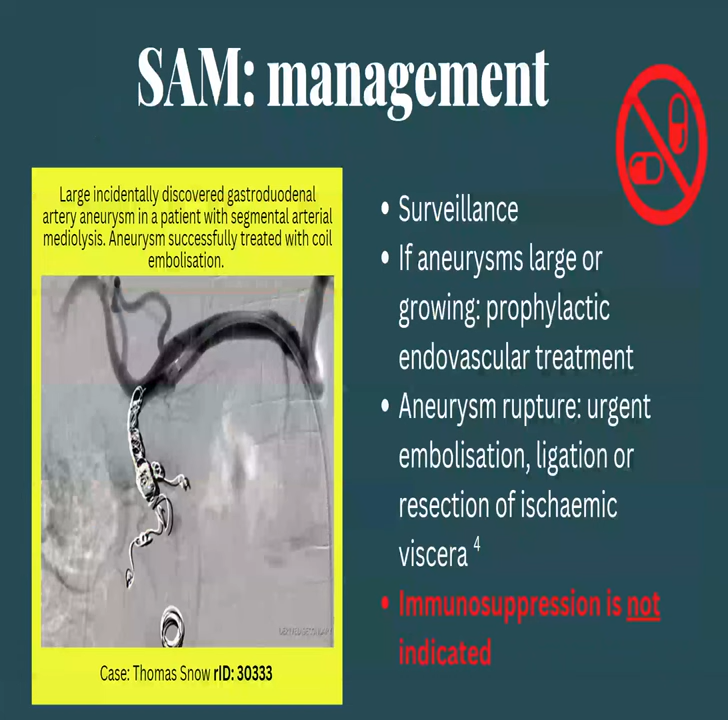 SAM: management
Large incidentally discovered gastroduodenal
artery aneurysm in a patient with segmental arterial
mediolysis. Aneurysm successfully treated with coil
embolisation.
Case: Thomas Snow rID: 30333
• Surveillance
• If aneurysms large or
growing: prophylactic
endovascular treatment
• Aneurysm rupture: urgent
embolisation, ligation or
resection of ischaemic
viscera 4
• Immunosuppression is not
indicated